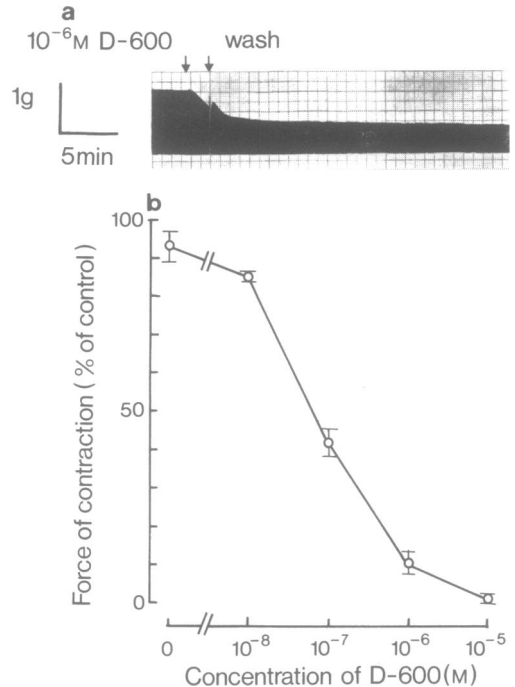 a
10⁻⁶M D-600 wash
1g
5min
b
100
50
0
Force of contraction (% of control)
0 10⁻⁸ 10⁻⁷ 10⁻⁶ 10⁻⁵
Concentration of D-600(M)